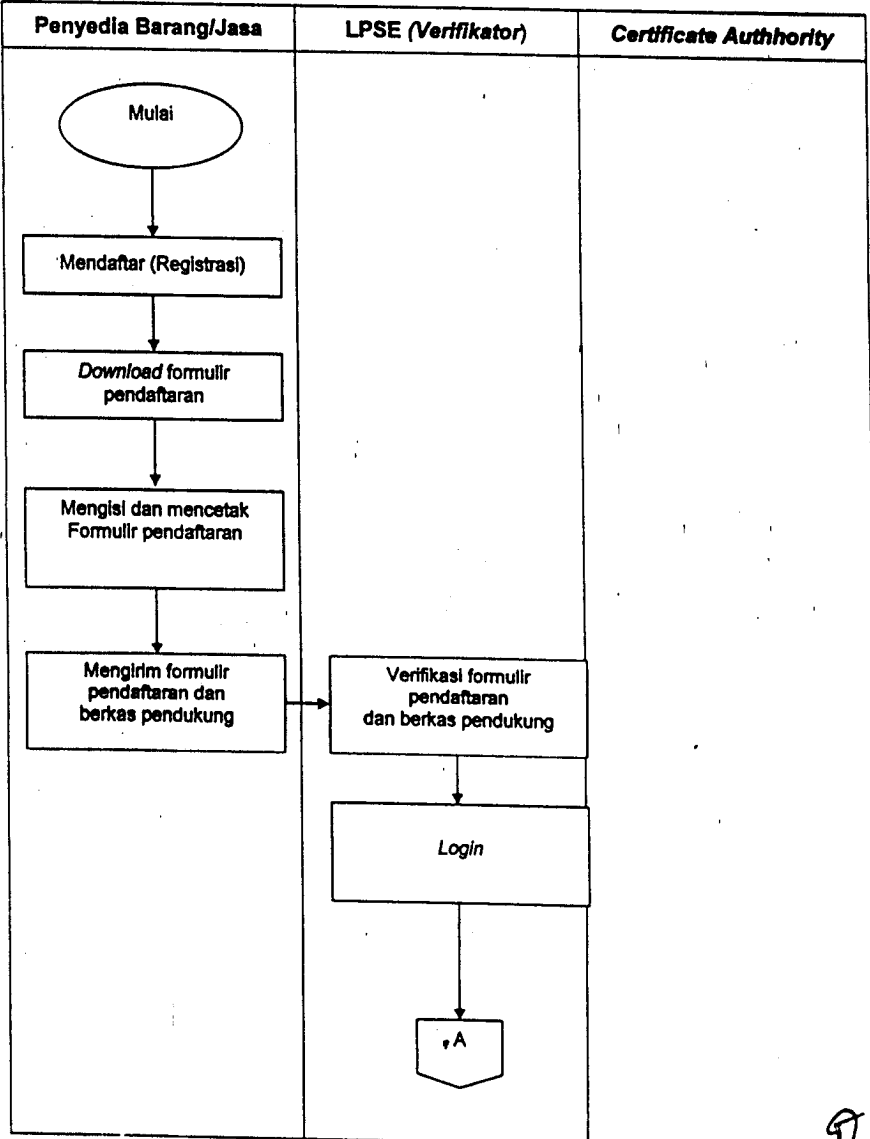 Penyedia Barang/Jasa
LPSE (Verifikator)
Certificate Authhority
Mulai
Mendaftar (Registrasi)
Download formulir
pendaftaran
Mengisi dan mencetak
Formulir pendaftaran
Mengirim formulir
pendaftaran dan
berkas pendukung
Verifikasi formulir
pendaftaran
dan berkas pendukung
Login
A